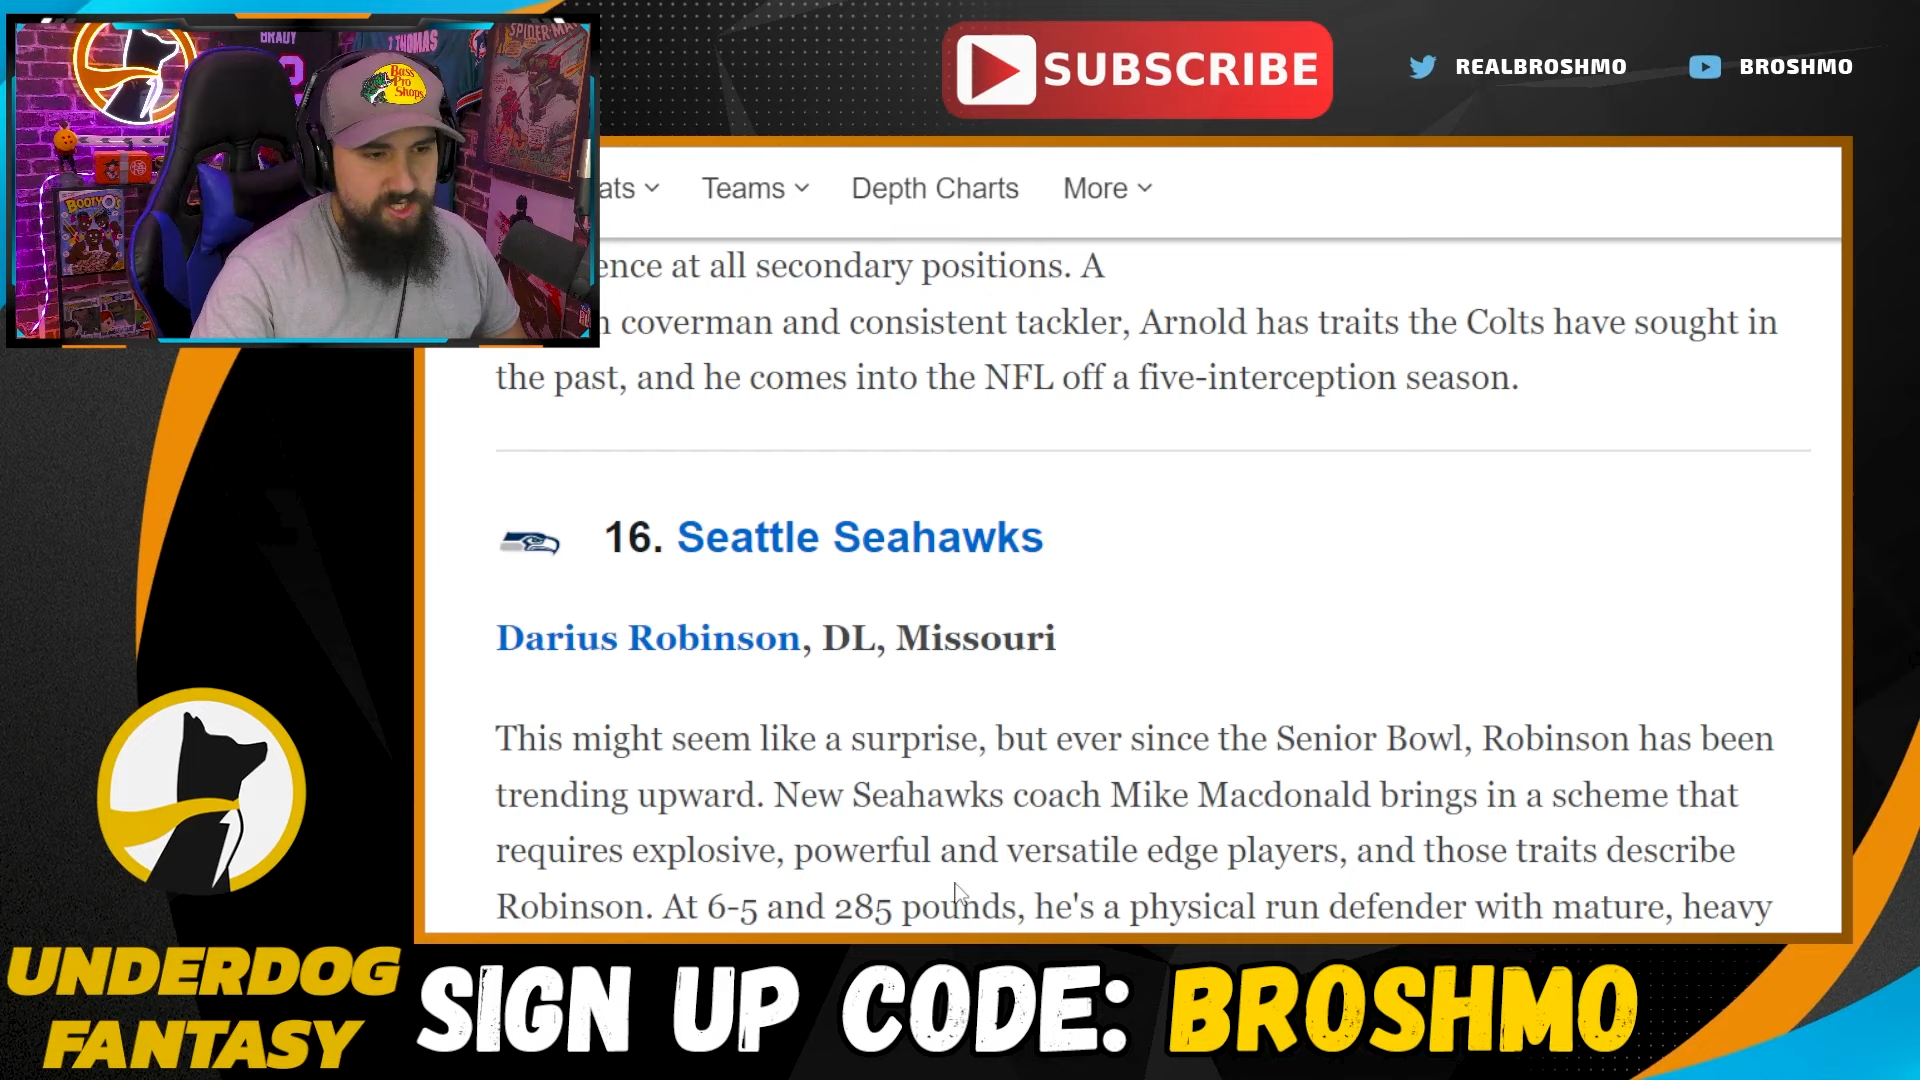 BRADY
J THOMAS
SPIDER-MA
Bass
Pro
Shops
BOOTY O's
SUBSCRIBE
REALBROSHMO
BROSHMO
ats
Teams
Depth Charts
More
ence at all secondary positions. A
n coverman and consistent tackler, Arnold has traits the Colts have sought in
the past, and he comes into the NFL off a five-interception season.
16. Seattle Seahawks
Darius Robinson, DL, Missouri
This might seem like a surprise, but ever since the Senior Bowl, Robinson has been
trending upward. New Seahawks coach Mike Macdonald brings in a scheme that
requires explosive, powerful and versatile edge players, and those traits describe
Robinson. At 6-5 and 285 pounds, he's a physical run defender with mature, heavy
UNDERDOG
FANTASY
SIGN UP CODE: BROSHMO